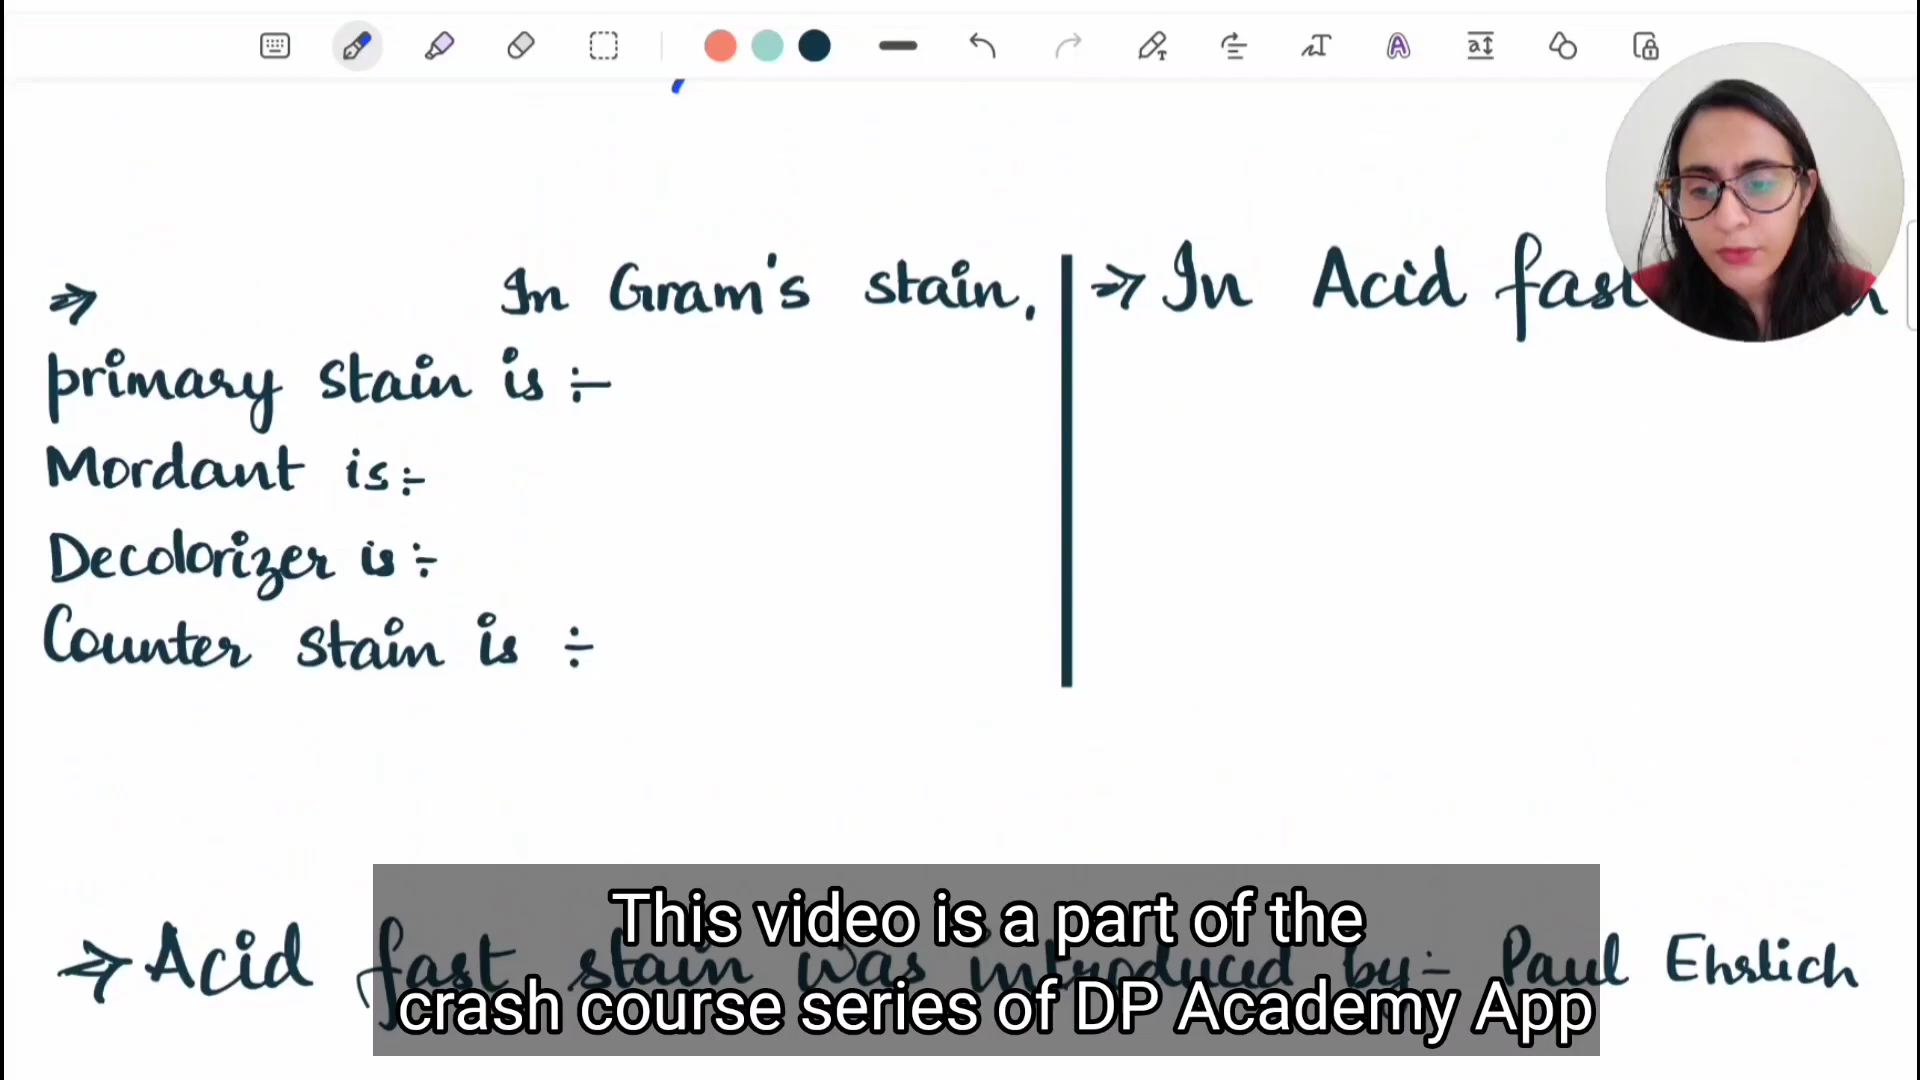 ⇒ In Gram's stain,
primary stain is :-
Mordant is :-
Decolorizer is :-
Counter stain is :-
⇒ In Acid fast
⇒ Acid fast stain was introduced by :- Paul Ehrlich
This video is a part of the
crash course series of DP Academy App